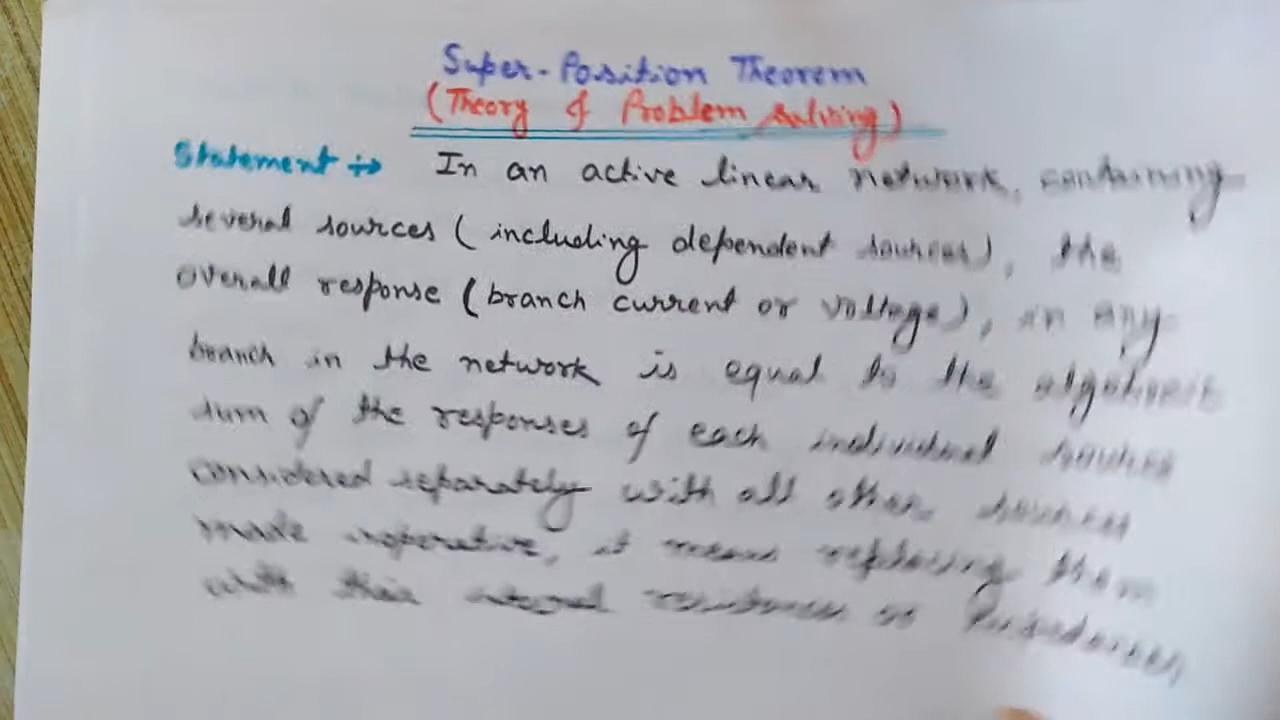 Super-Position Theorem
(Theory & Problem Solving)
Statement :→ In an active linear network, containing
several sources (including dependent sources), the
overall response (branch current or voltage), in any
branch in the network is equal to the algebraic
sum of the responses of each individual source
considered separately with all other sources
made inoperative, it means replacing them
with their internal resistances or